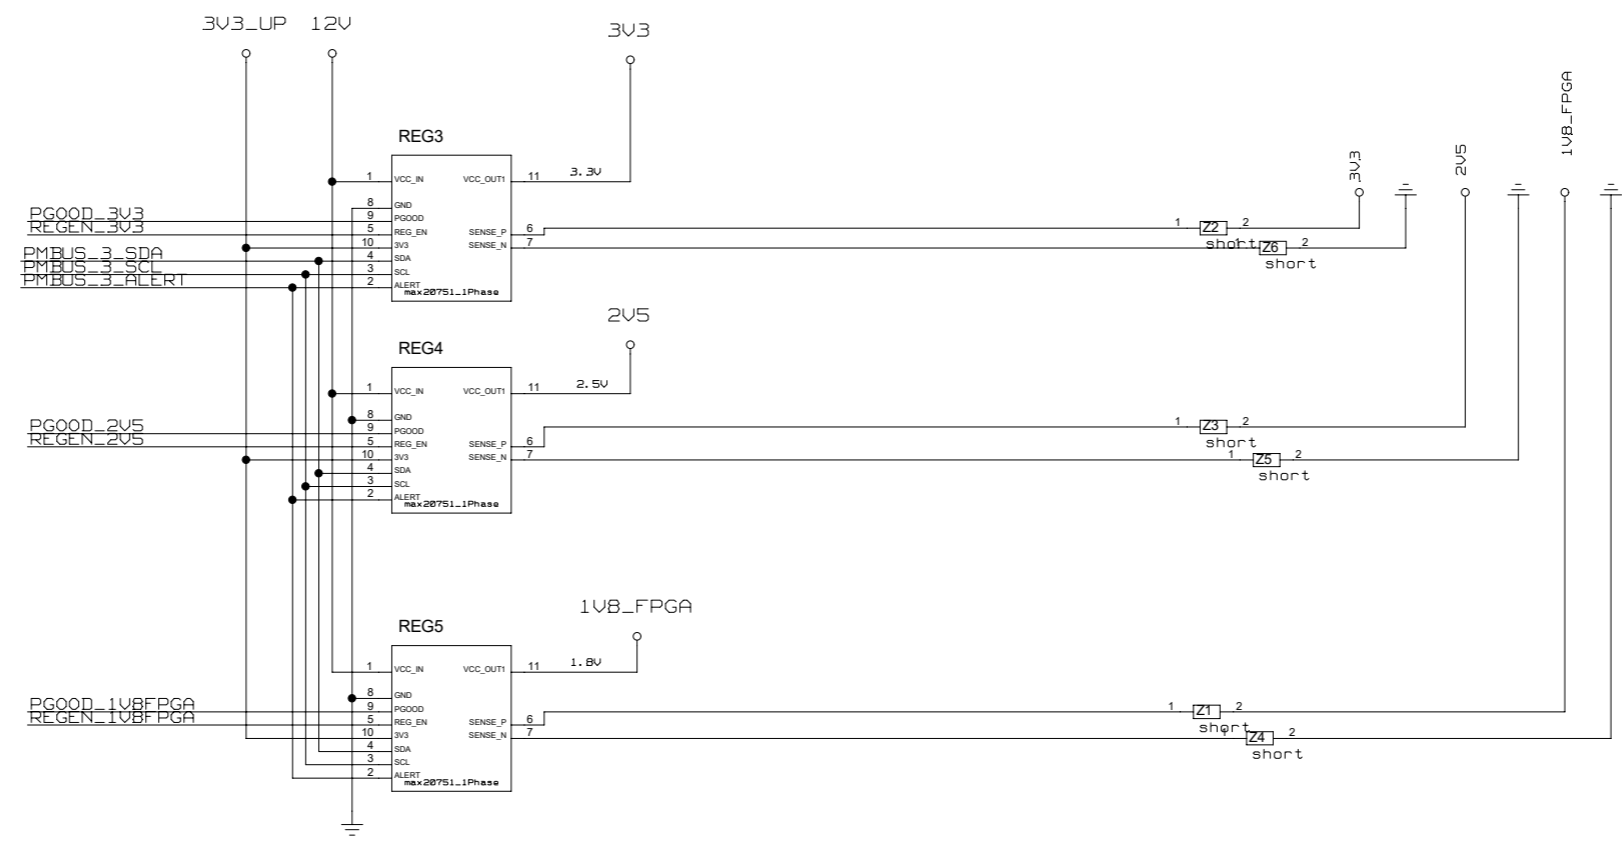 3V3_UP 12V 3V3
1V8_FPGA
2V5
3V3
REG3
1 VCC_IN VCC_OUT1 11 3.3V
8 GND
PGOOD_3V3 9 PGOOD
REGEN_3V3 5 REG_EN SENSE_P 6 1 Z2 2
short
10 3V3 SENSE_N 7 1 Z6 2
short
PMBUS_3_SDA 4 SDA
PMBUS_3_SCL 3 SCL
PMBUS_3_ALERT 2 ALERT
max20751_1Phase
2V5
REG4
1 VCC_IN VCC_OUT1 11 2.5V
8 GND
PGOOD_2V5 9 PGOOD
REGEN_2V5 5 REG_EN SENSE_P 6 1 Z3 2
short
10 3V3 SENSE_N 7 1 Z5 2
short
4 SDA
3 SCL
2 ALERT
max20751_1Phase
1V8_FPGA
REG5
1 VCC_IN VCC_OUT1 11 1.8V
8 GND
PGOOD_1V8FPGA 9 PGOOD
REGEN_1V8FPGA 5 REG_EN SENSE_P 6 1 Z1 2
short
10 3V3 SENSE_N 7 1 Z4 2
short
4 SDA
3 SCL
2 ALERT
max20751_1Phase